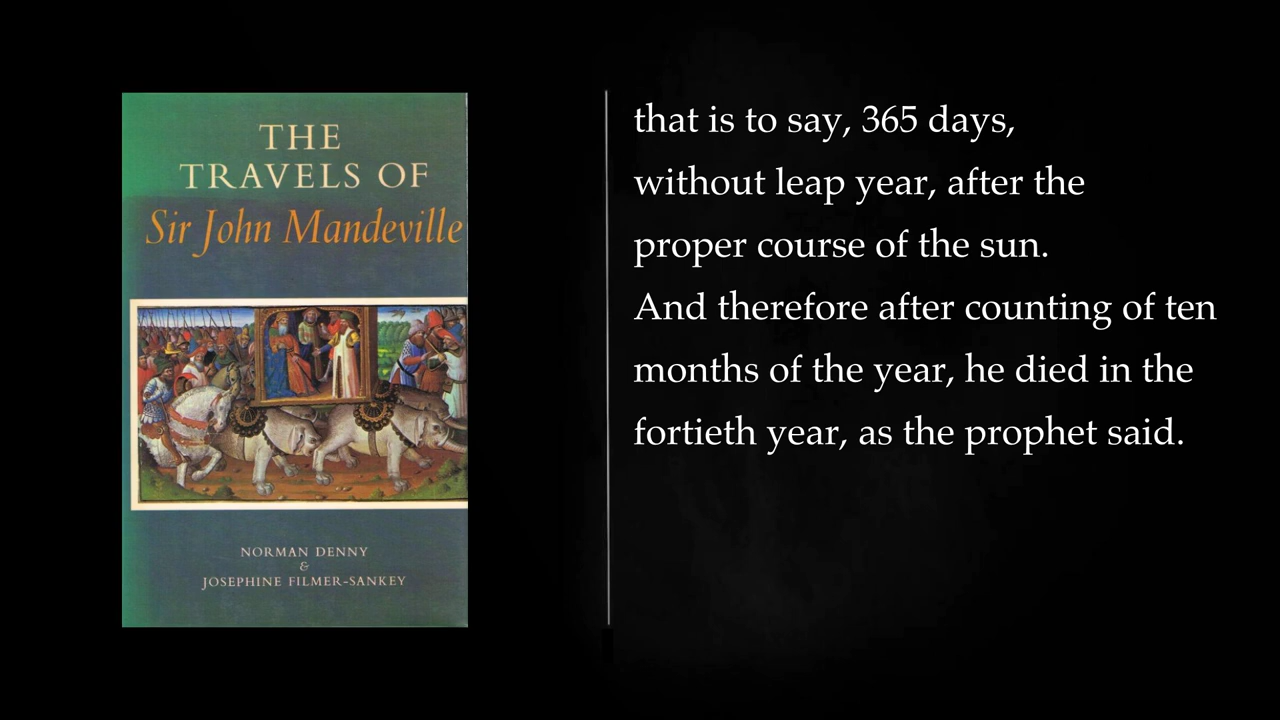 THE
TRAVELS OF
Sir John Mandeville
NORMAN DENNY
&
JOSEPHINE FILMER-SANKEY
that is to say, 365 days,
without leap year, after the
proper course of the sun.
And therefore after counting of ten
months of the year, he died in the
fortieth year, as the prophet said.